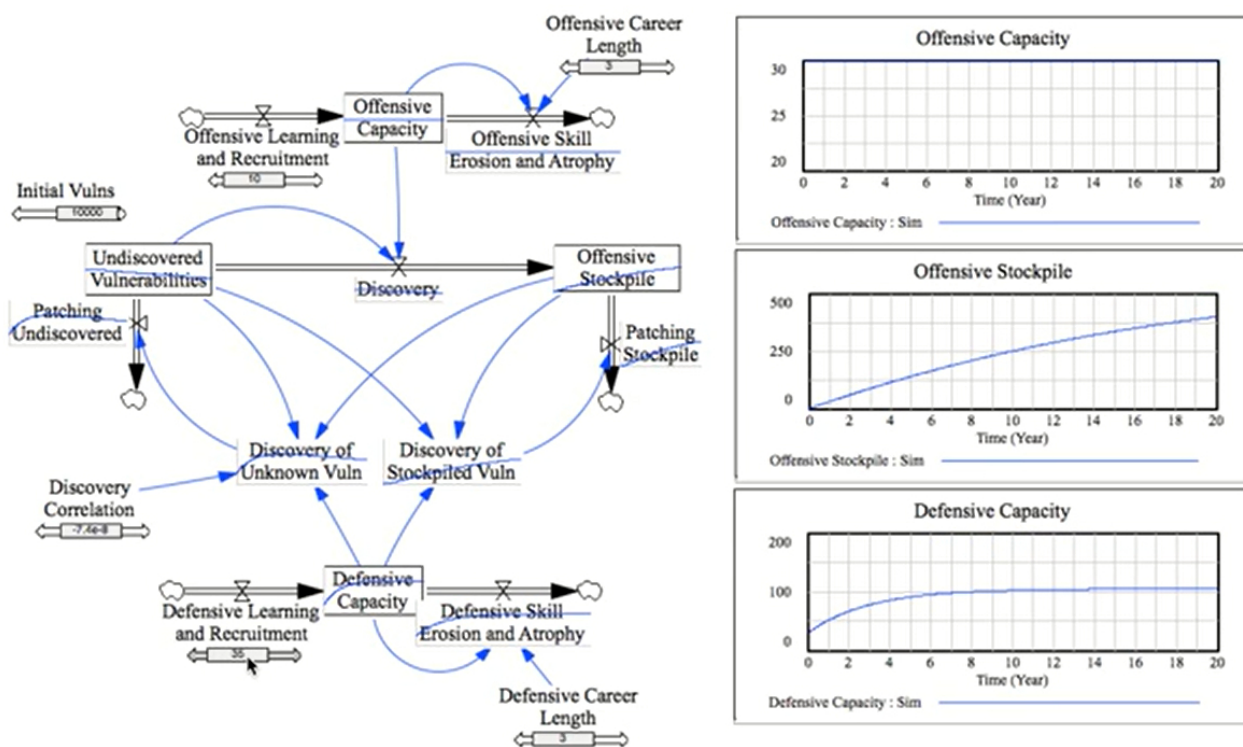 Offensive Career
Length
3
Offensive
Capacity
Offensive Learning
and Recruitment
10
Offensive Skill
Erosion and Atrophy
Initial Vulns
10000
Undiscovered
Vulnerabilities
Discovery
Offensive
Stockpile
Patching
Undiscovered
Patching
Stockpile
Discovery of
Unknown Vuln
Discovery of
Stockpiled Vuln
Discovery
Correlation
-7.4e-8
Defensive
Capacity
Defensive Learning
and Recruitment
35
Defensive Skill
Erosion and Atrophy
Defensive Career
Length
3
Offensive Capacity
30
25
20
0 2 4 6 8 10 12 14 16 18 20
Time (Year)
Offensive Capacity : Sim
Offensive Stockpile
500
250
0
0 2 4 6 8 10 12 14 16 18 20
Time (Year)
Offensive Stockpile : Sim
Defensive Capacity
200
100
0
0 2 4 6 8 10 12 14 16 18 20
Time (Year)
Defensive Capacity : Sim